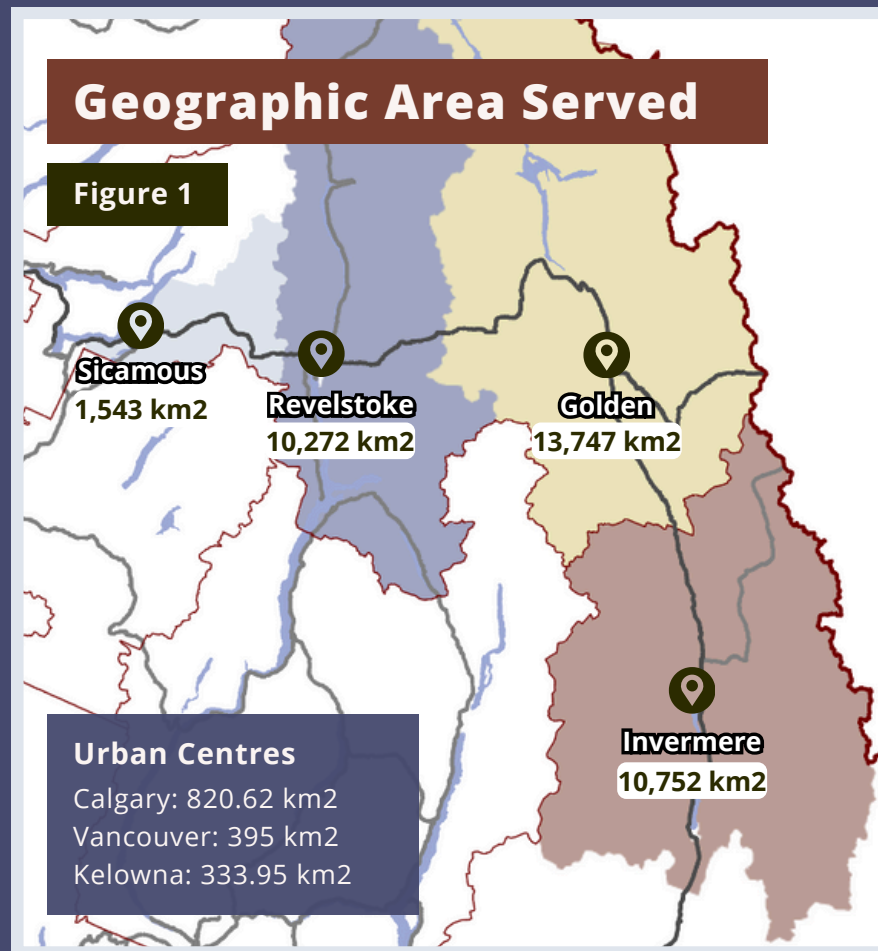 Geographic Area Served
Figure 1
Sicamous
1,543 km2
Revelstoke
10,272 km2
Golden
13,747 km2
Invermere
10,752 km2
Urban Centres
Calgary: 820.62 km2
Vancouver: 395 km2
Kelowna: 333.95 km2